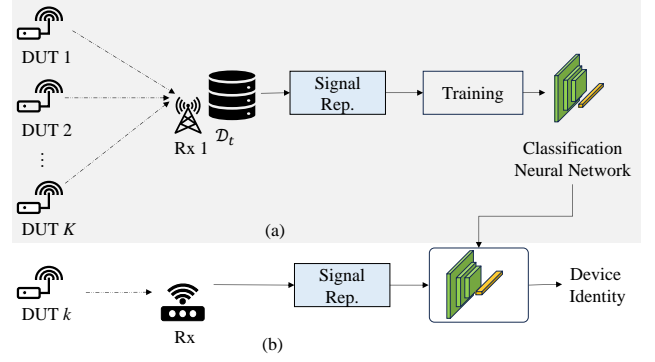 DUT 1
DUT 2
⋮
DUT K
Rx 1
𝒟t
Signal
Rep.
Training
Classification
Neural Network
(a)
DUT k
Rx
Signal
Rep.
Device
Identity
(b)